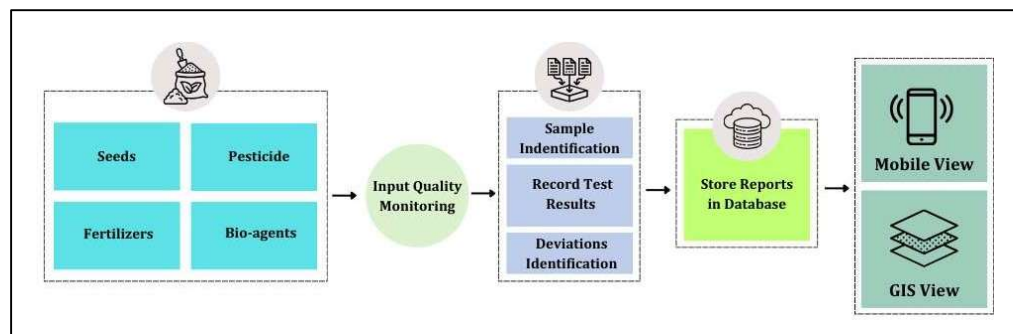 Seeds
Pesticide
Fertilizers
Bio-agents
Input Quality
Monitoring
Sample
Indentification
Record Test
Results
Deviations
Identification
Store Reports
in Database
Mobile View
GIS View